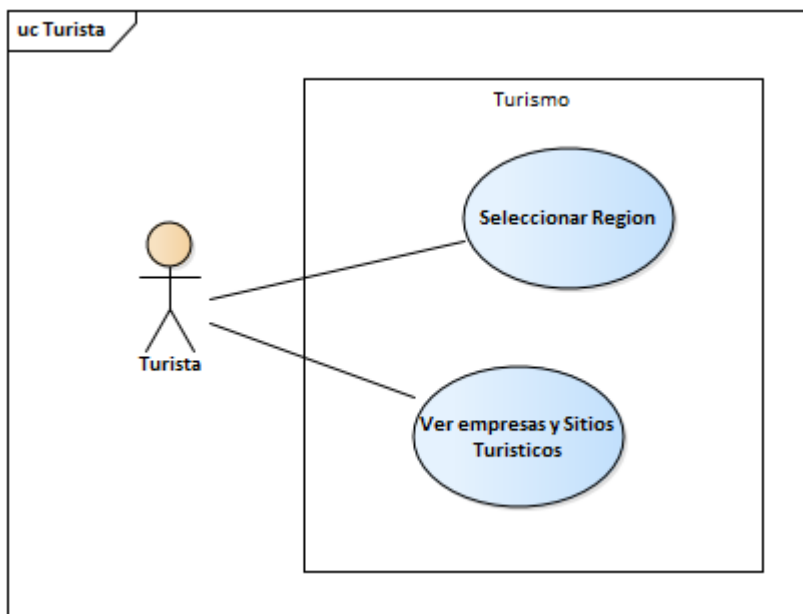 uc Turista
Turismo
Seleccionar Region
Turista
Ver empresas y Sitios
Turisticos